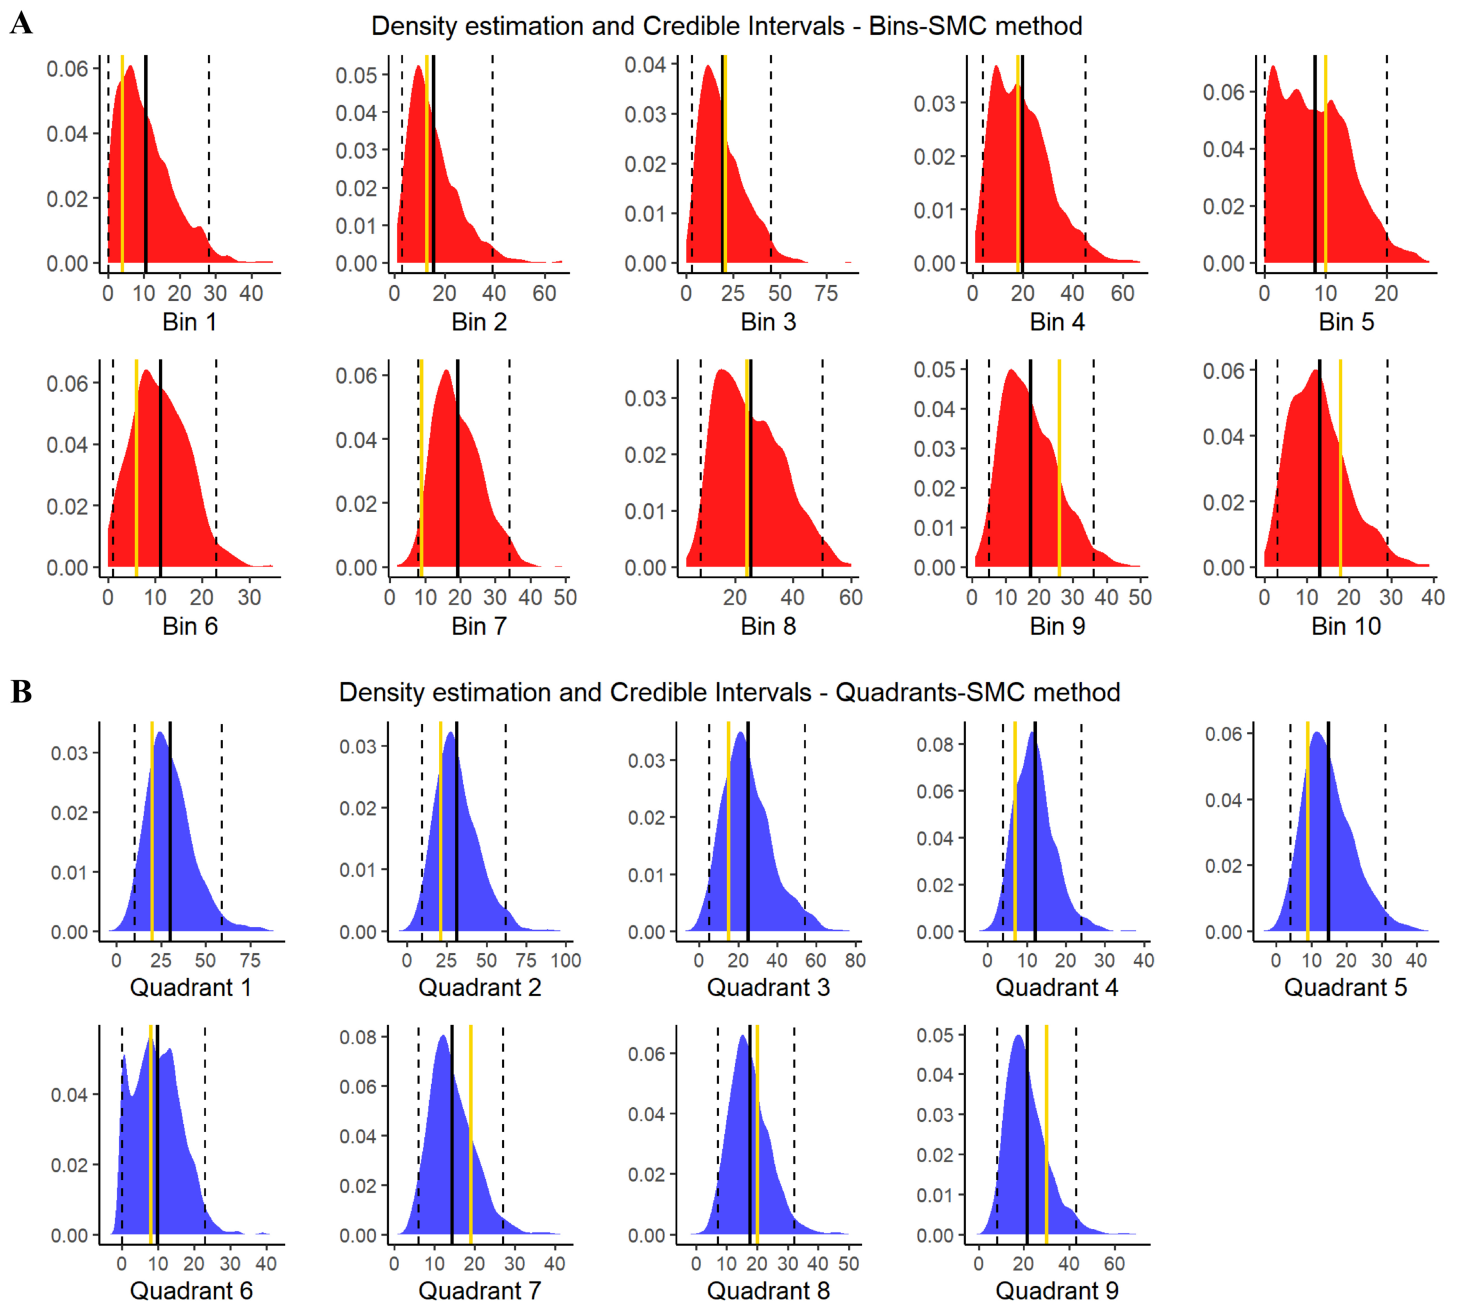 A
Density estimation and Credible Intervals - Bins-SMC method
0.06
0.04
0.02
0.00
0 10 20 30 40
Bin 1
0.05
0.04
0.03
0.02
0.01
0.00
0 20 40 60
Bin 2
0.04
0.03
0.02
0.01
0.00
0 25 50 75
Bin 3
0.03
0.02
0.01
0.00
0 20 40 60
Bin 4
0.06
0.04
0.02
0.00
0 10 20
Bin 5
0.06
0.04
0.02
0.00
0 10 20 30
Bin 6
0.06
0.04
0.02
0.00
0 10 20 30 40 50
Bin 7
0.03
0.02
0.01
0.00
20 40 60
Bin 8
0.05
0.04
0.03
0.02
0.01
0.00
0 10 20 30 40 50
Bin 9
0.06
0.04
0.02
0.00
0 10 20 30 40
Bin 10
B
Density estimation and Credible Intervals - Quadrants-SMC method
0.03
0.02
0.01
0.00
0 25 50 75
Quadrant 1
0.03
0.02
0.01
0.00
0 25 50 75 100
Quadrant 2
0.03
0.02
0.01
0.00
0 20 40 60 80
Quadrant 3
0.08
0.06
0.04
0.02
0.00
0 10 20 30 40
Quadrant 4
0.06
0.04
0.02
0.00
0 10 20 30 40
Quadrant 5
0.04
0.02
0.00
0 10 20 30 40
Quadrant 6
0.08
0.06
0.04
0.02
0.00
0 10 20 30 40
Quadrant 7
0.06
0.04
0.02
0.00
0 10 20 30 40 50
Quadrant 8
0.05
0.04
0.03
0.02
0.01
0.00
0 20 40 60
Quadrant 9